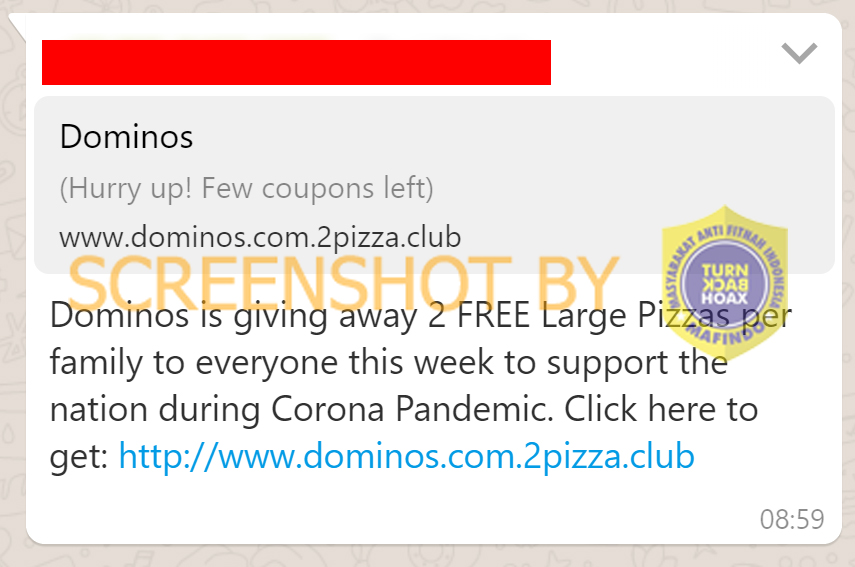 Dominos
(Hurry up! Few coupons left)
www.dominos.com.2pizza.club
SCREENSHOT BY
MASYARAKAT ANTI FITNAH INDONESIA
TURN
BACK
HOAX
MAFINDO
Dominos is giving away 2 FREE Large Pizzas per
family to everyone this week to support the
nation during Corona Pandemic. Click here to
get: http://www.dominos.com.2pizza.club
08:59